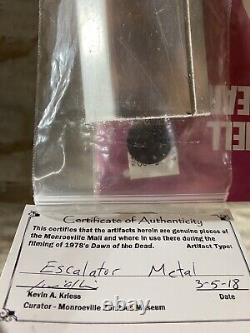 Certificate of Authenticity
This certifies that the artifacts herein are genuine pieces of
the Monroeville Mall and where in use there during the
filming of 1978's Dawn of the Dead.
Artifact Type:
Escalator Metal
3-5-18
Kevin A. Kriess
Date
Curator - Monroeville Museum